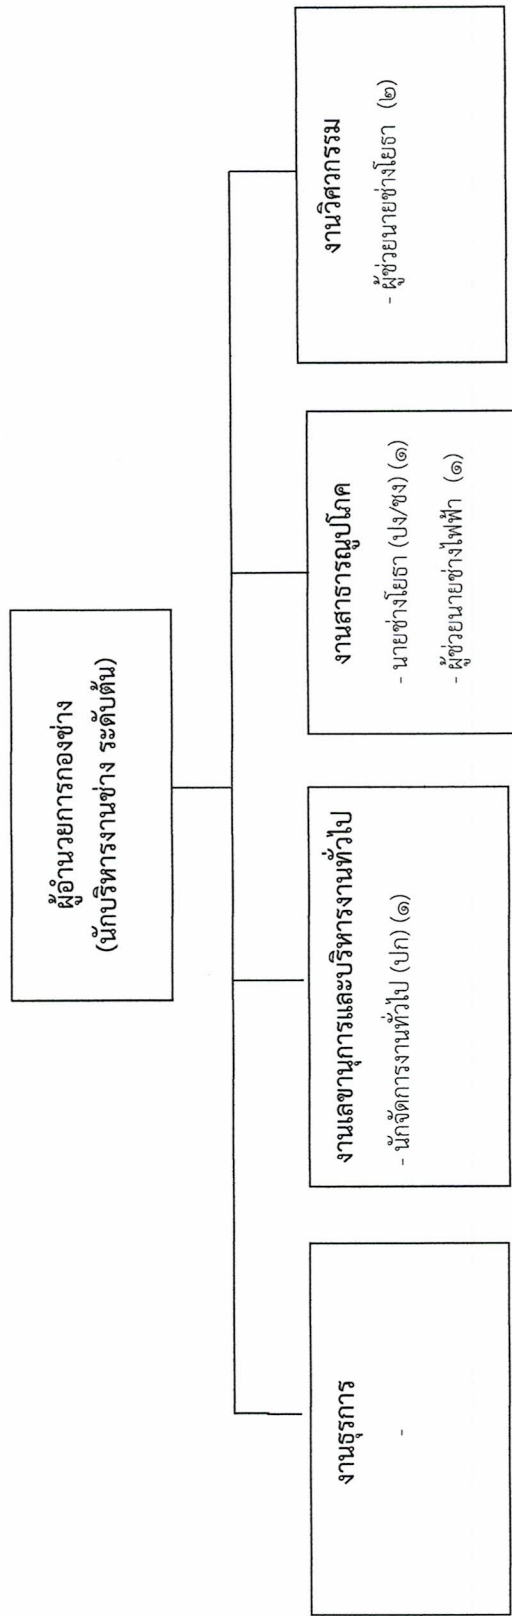 ผู้อำนวยการกองช่าง
(นักบริหารงานช่าง ระดับต้น)
งานธุรการ
-
งานเลขานุการและบริหารงานทั่วไป
- นักจัดการงานทั่วไป (ปก) (๑)
งานสาธารณูปโภค
- นายช่างโยธา (ปง/ชง) (๑)
- ผู้ช่วยนายช่างไฟฟ้า (๑)
งานวิศวกรรม
- ผู้ช่วยนายช่างโยธา (๒)